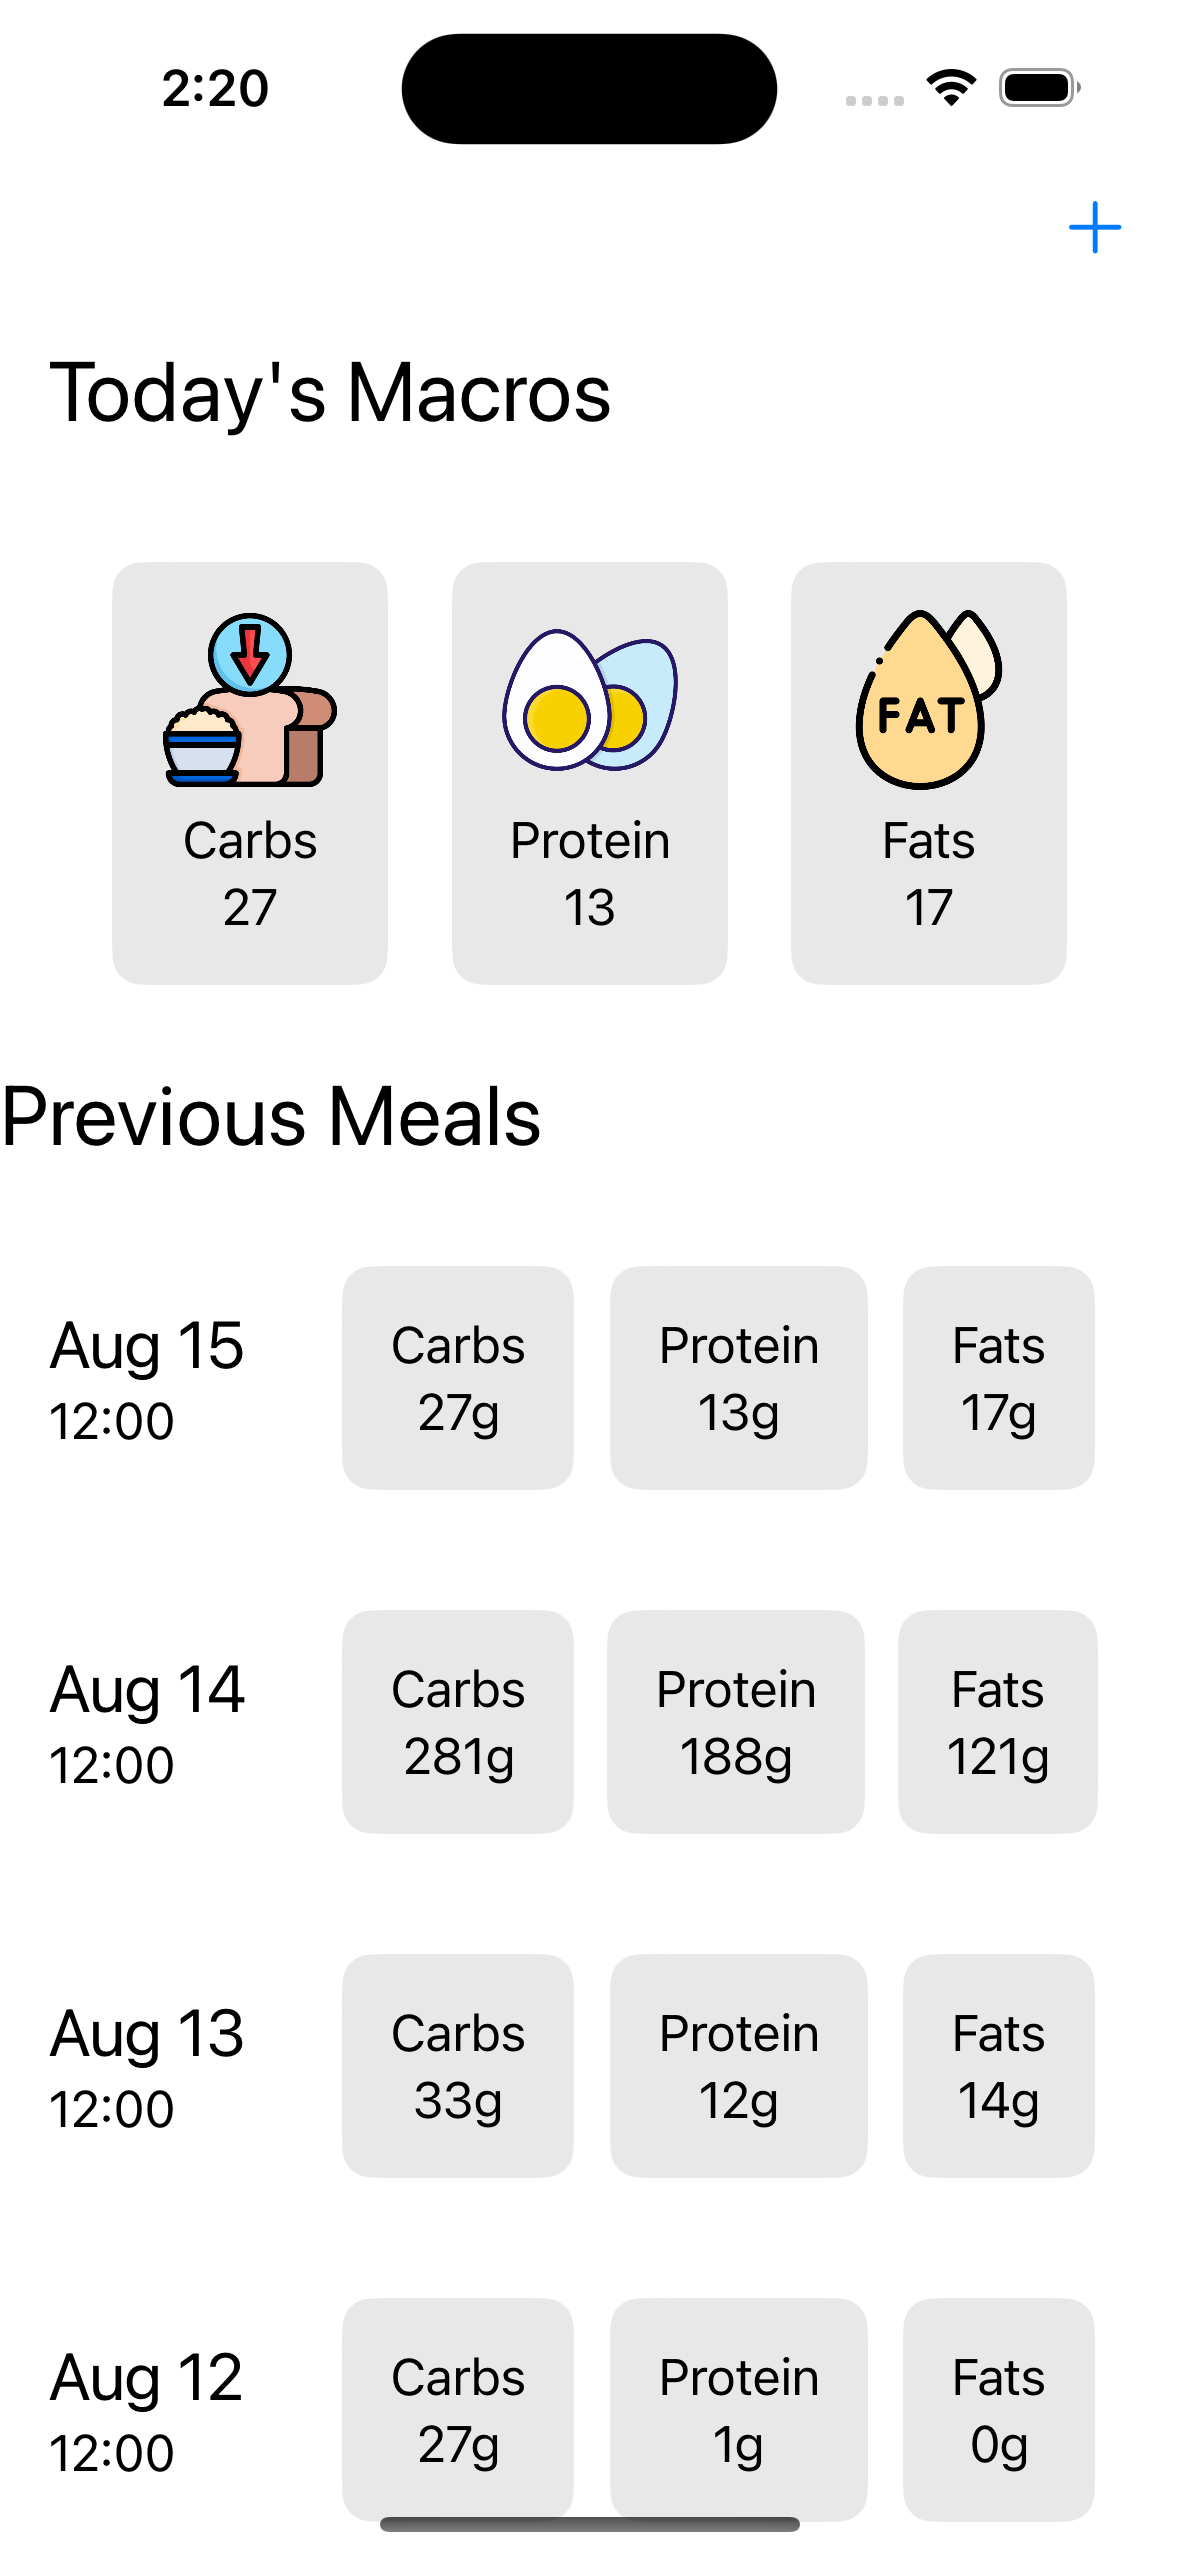 2:20
Today's Macros
FAT
Carbs
27
Protein
13
Fats
17
Previous Meals
Aug 15
12:00
Carbs
27g
Protein
13g
Fats
17g
Aug 14
12:00
Carbs
281g
Protein
188g
Fats
121g
Aug 13
12:00
Carbs
33g
Protein
12g
Fats
14g
Aug 12
12:00
Carbs
27g
Protein
1g
Fats
0g